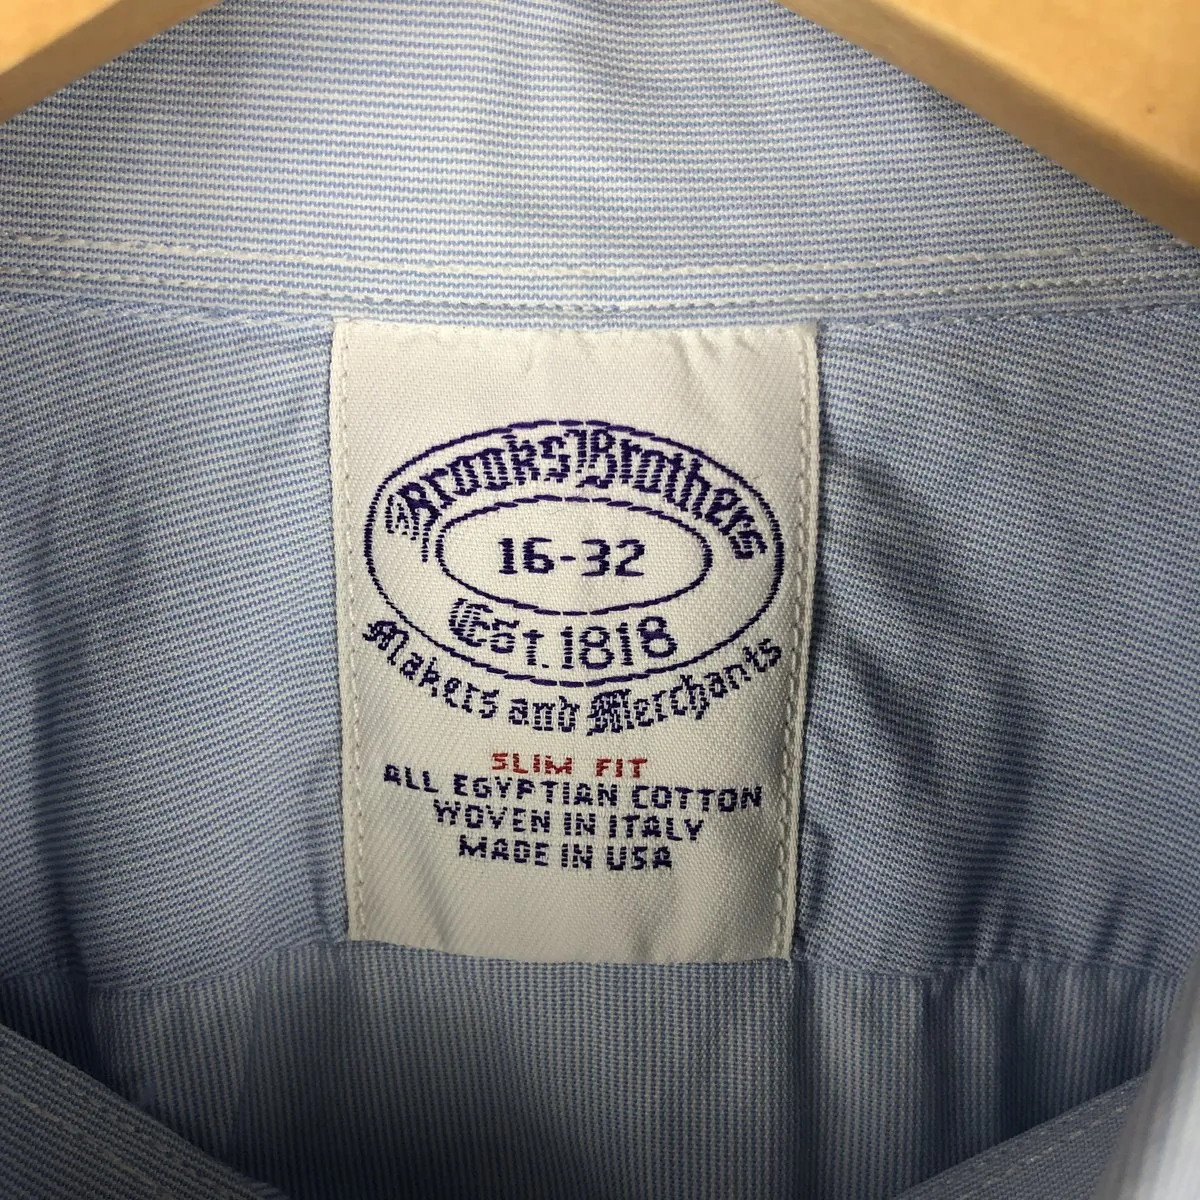 Brooks Brothers
16-32
Est. 1818
Makers and Merchants
SLIM FIT
ALL EGYPTIAN COTTON
WOVEN IN ITALY
MADE IN USA